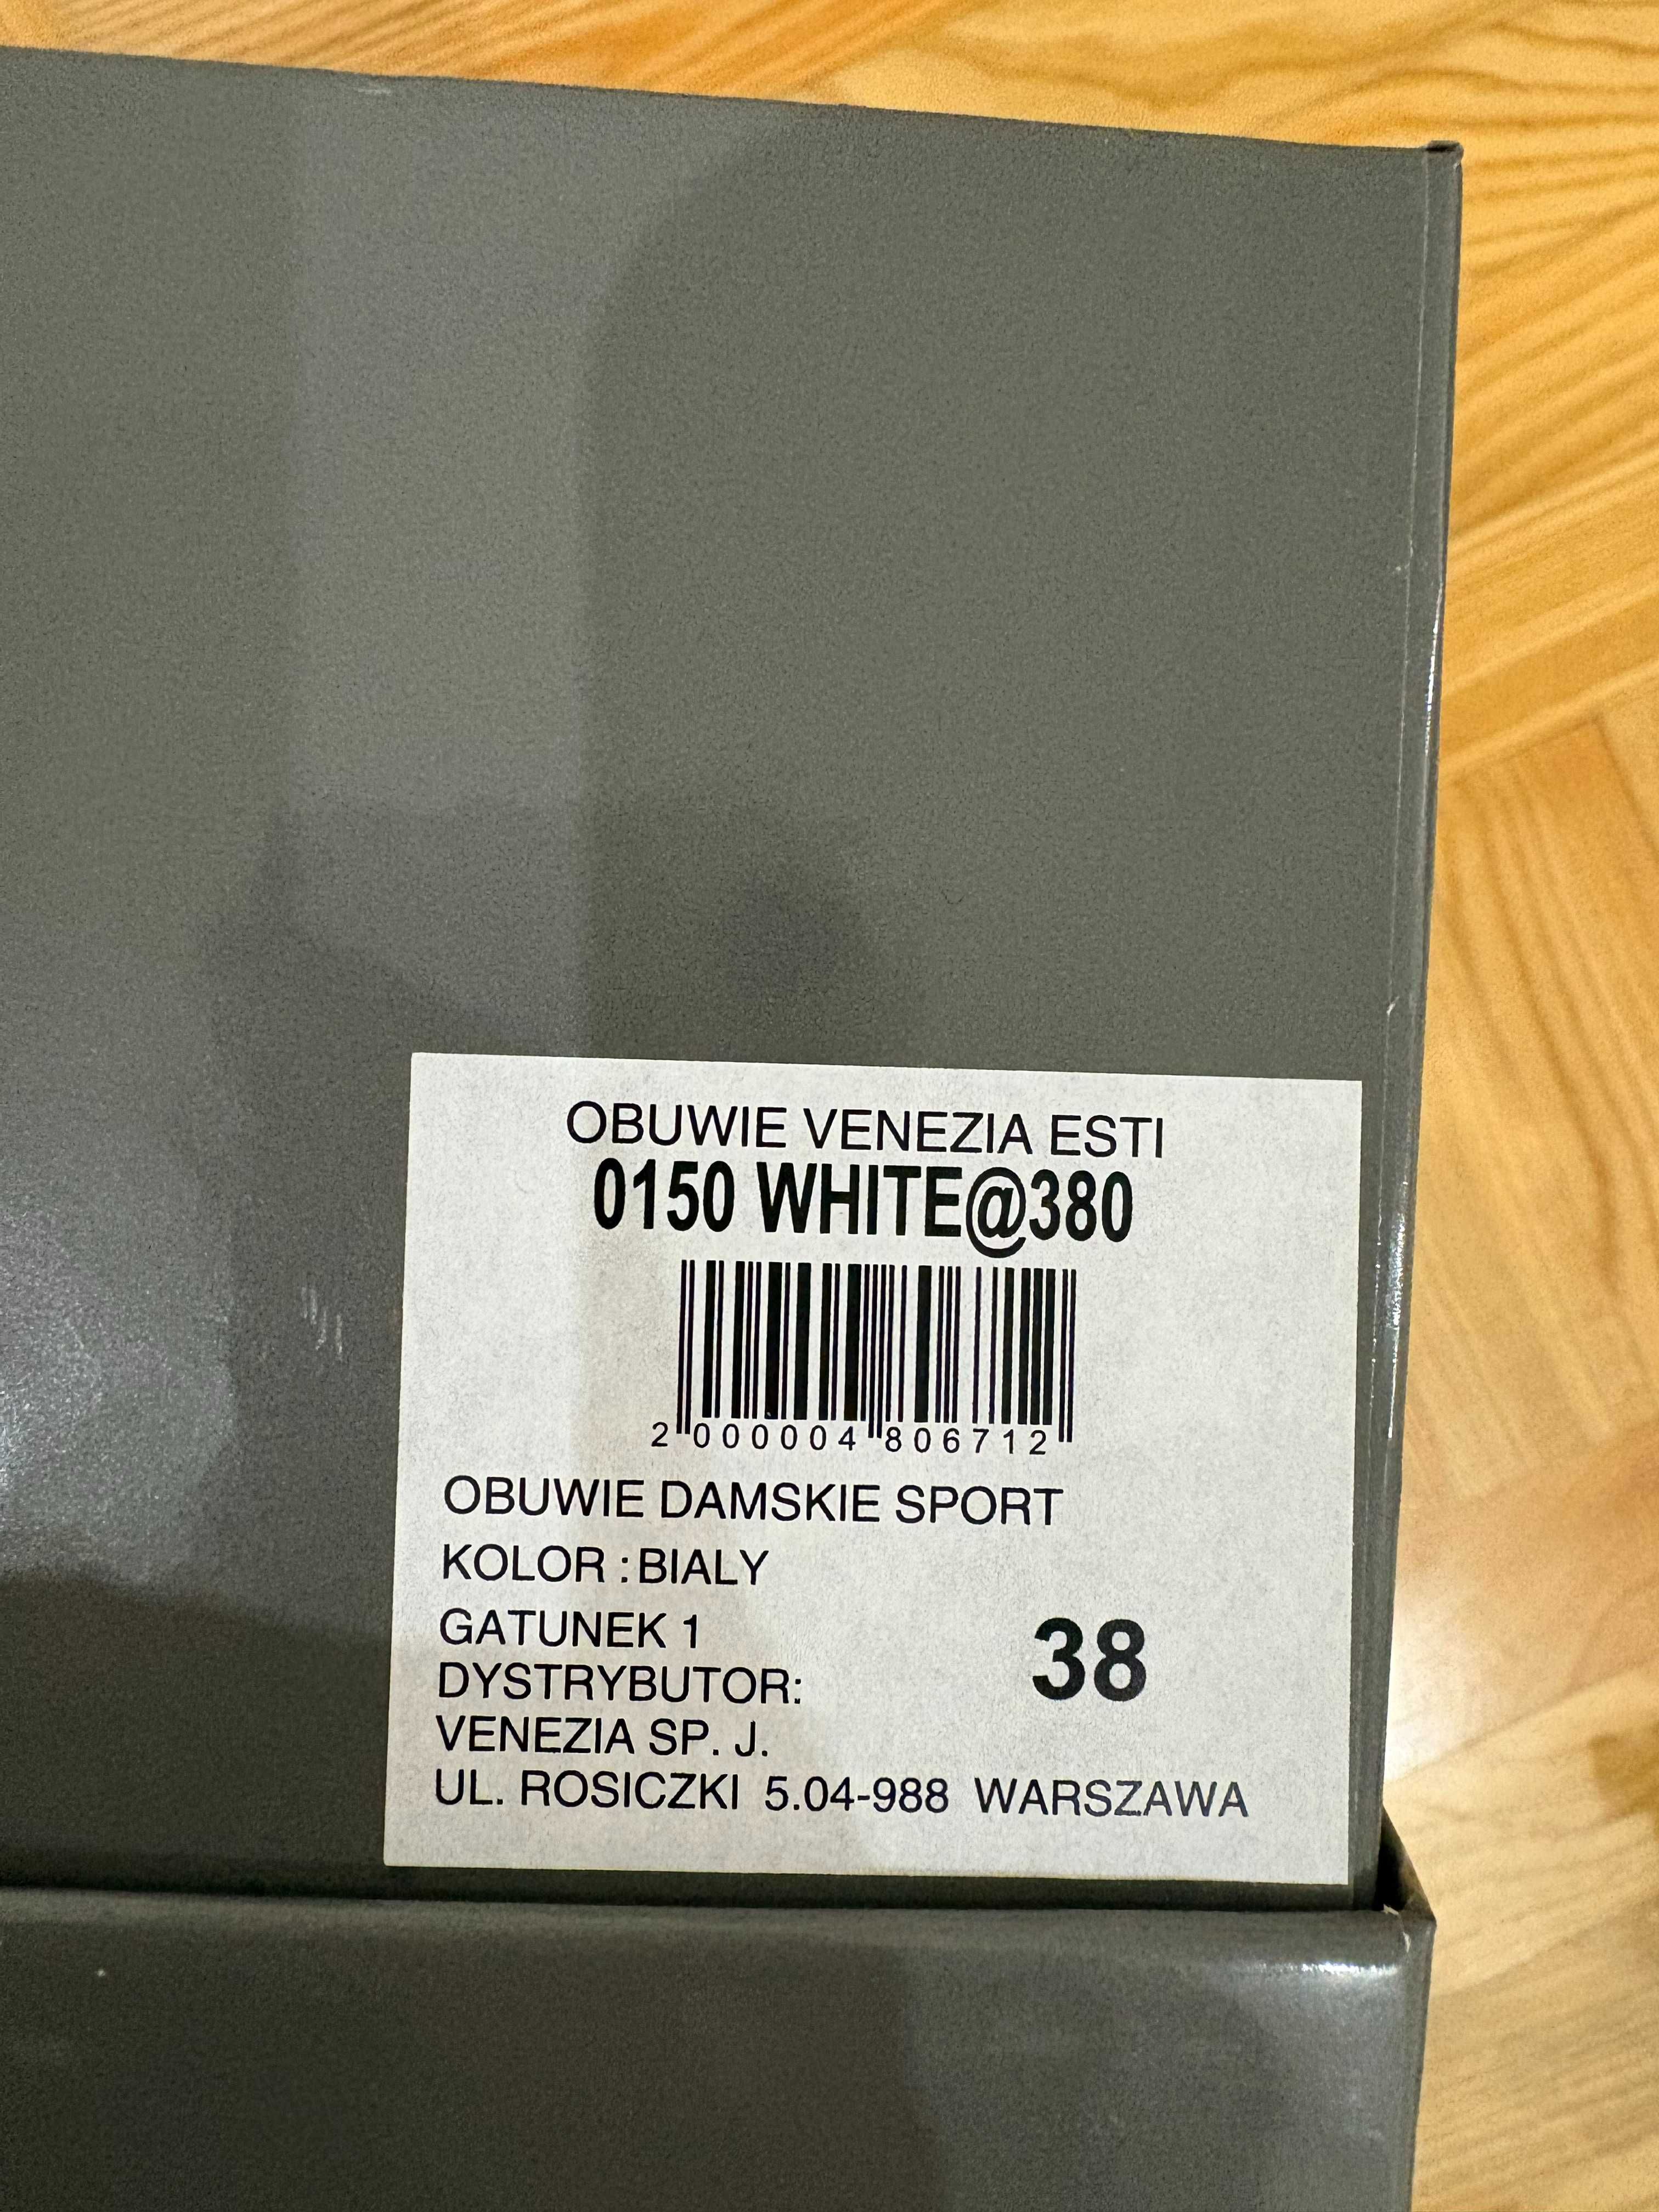 OBUWIE VENEZIA ESTI
0150 WHITE@380
2 000004 806712
OBUWIE DAMSKIE SPORT
KOLOR : BIALY
GATUNEK 1
38
DYSTRYBUTOR:
VENEZIA SP. J.
UL. ROSICZKI 5.04-988 WARSZAWA